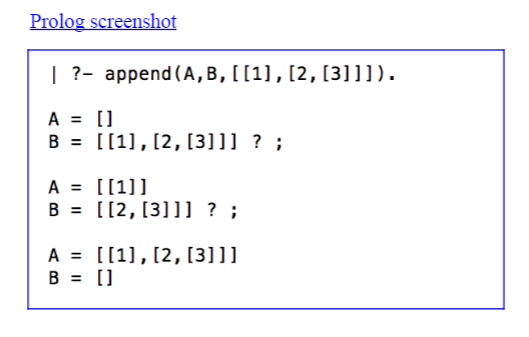 Prolog screenshot
| ?- append(A,B,[[1],[2,[3]]]).
A = []
B = [[1],[2,[3]]] ? ;
A = [[1]]
B = [[2,[3]]] ? ;
A = [[1],[2,[3]]]
B = []